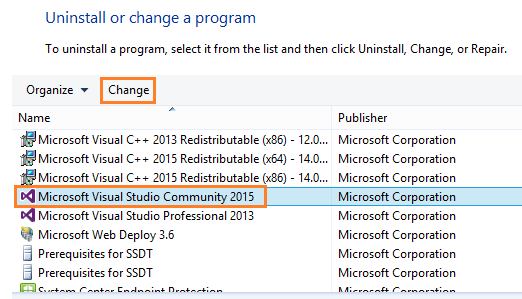 Uninstall or change a program
To uninstall a program, select it from the list and then click Uninstall, Change, or Repair.
Organize Change
Name Publisher
Microsoft Visual C++ 2013 Redistributable (x86) - 12.0... Microsoft Corporation
Microsoft Visual C++ 2015 Redistributable (x64) - 14.0... Microsoft Corporation
Microsoft Visual C++ 2015 Redistributable (x86) - 14.0... Microsoft Corporation
Microsoft Visual Studio Community 2015 Microsoft Corporation
Microsoft Visual Studio Professional 2013 Microsoft Corporation
Microsoft Web Deploy 3.6 Microsoft Corporation
Prerequisites for SSDT Microsoft Corporation
Prerequisites for SSDT Microsoft Corporation
System Center Endpoint Protection Microsoft Corporation